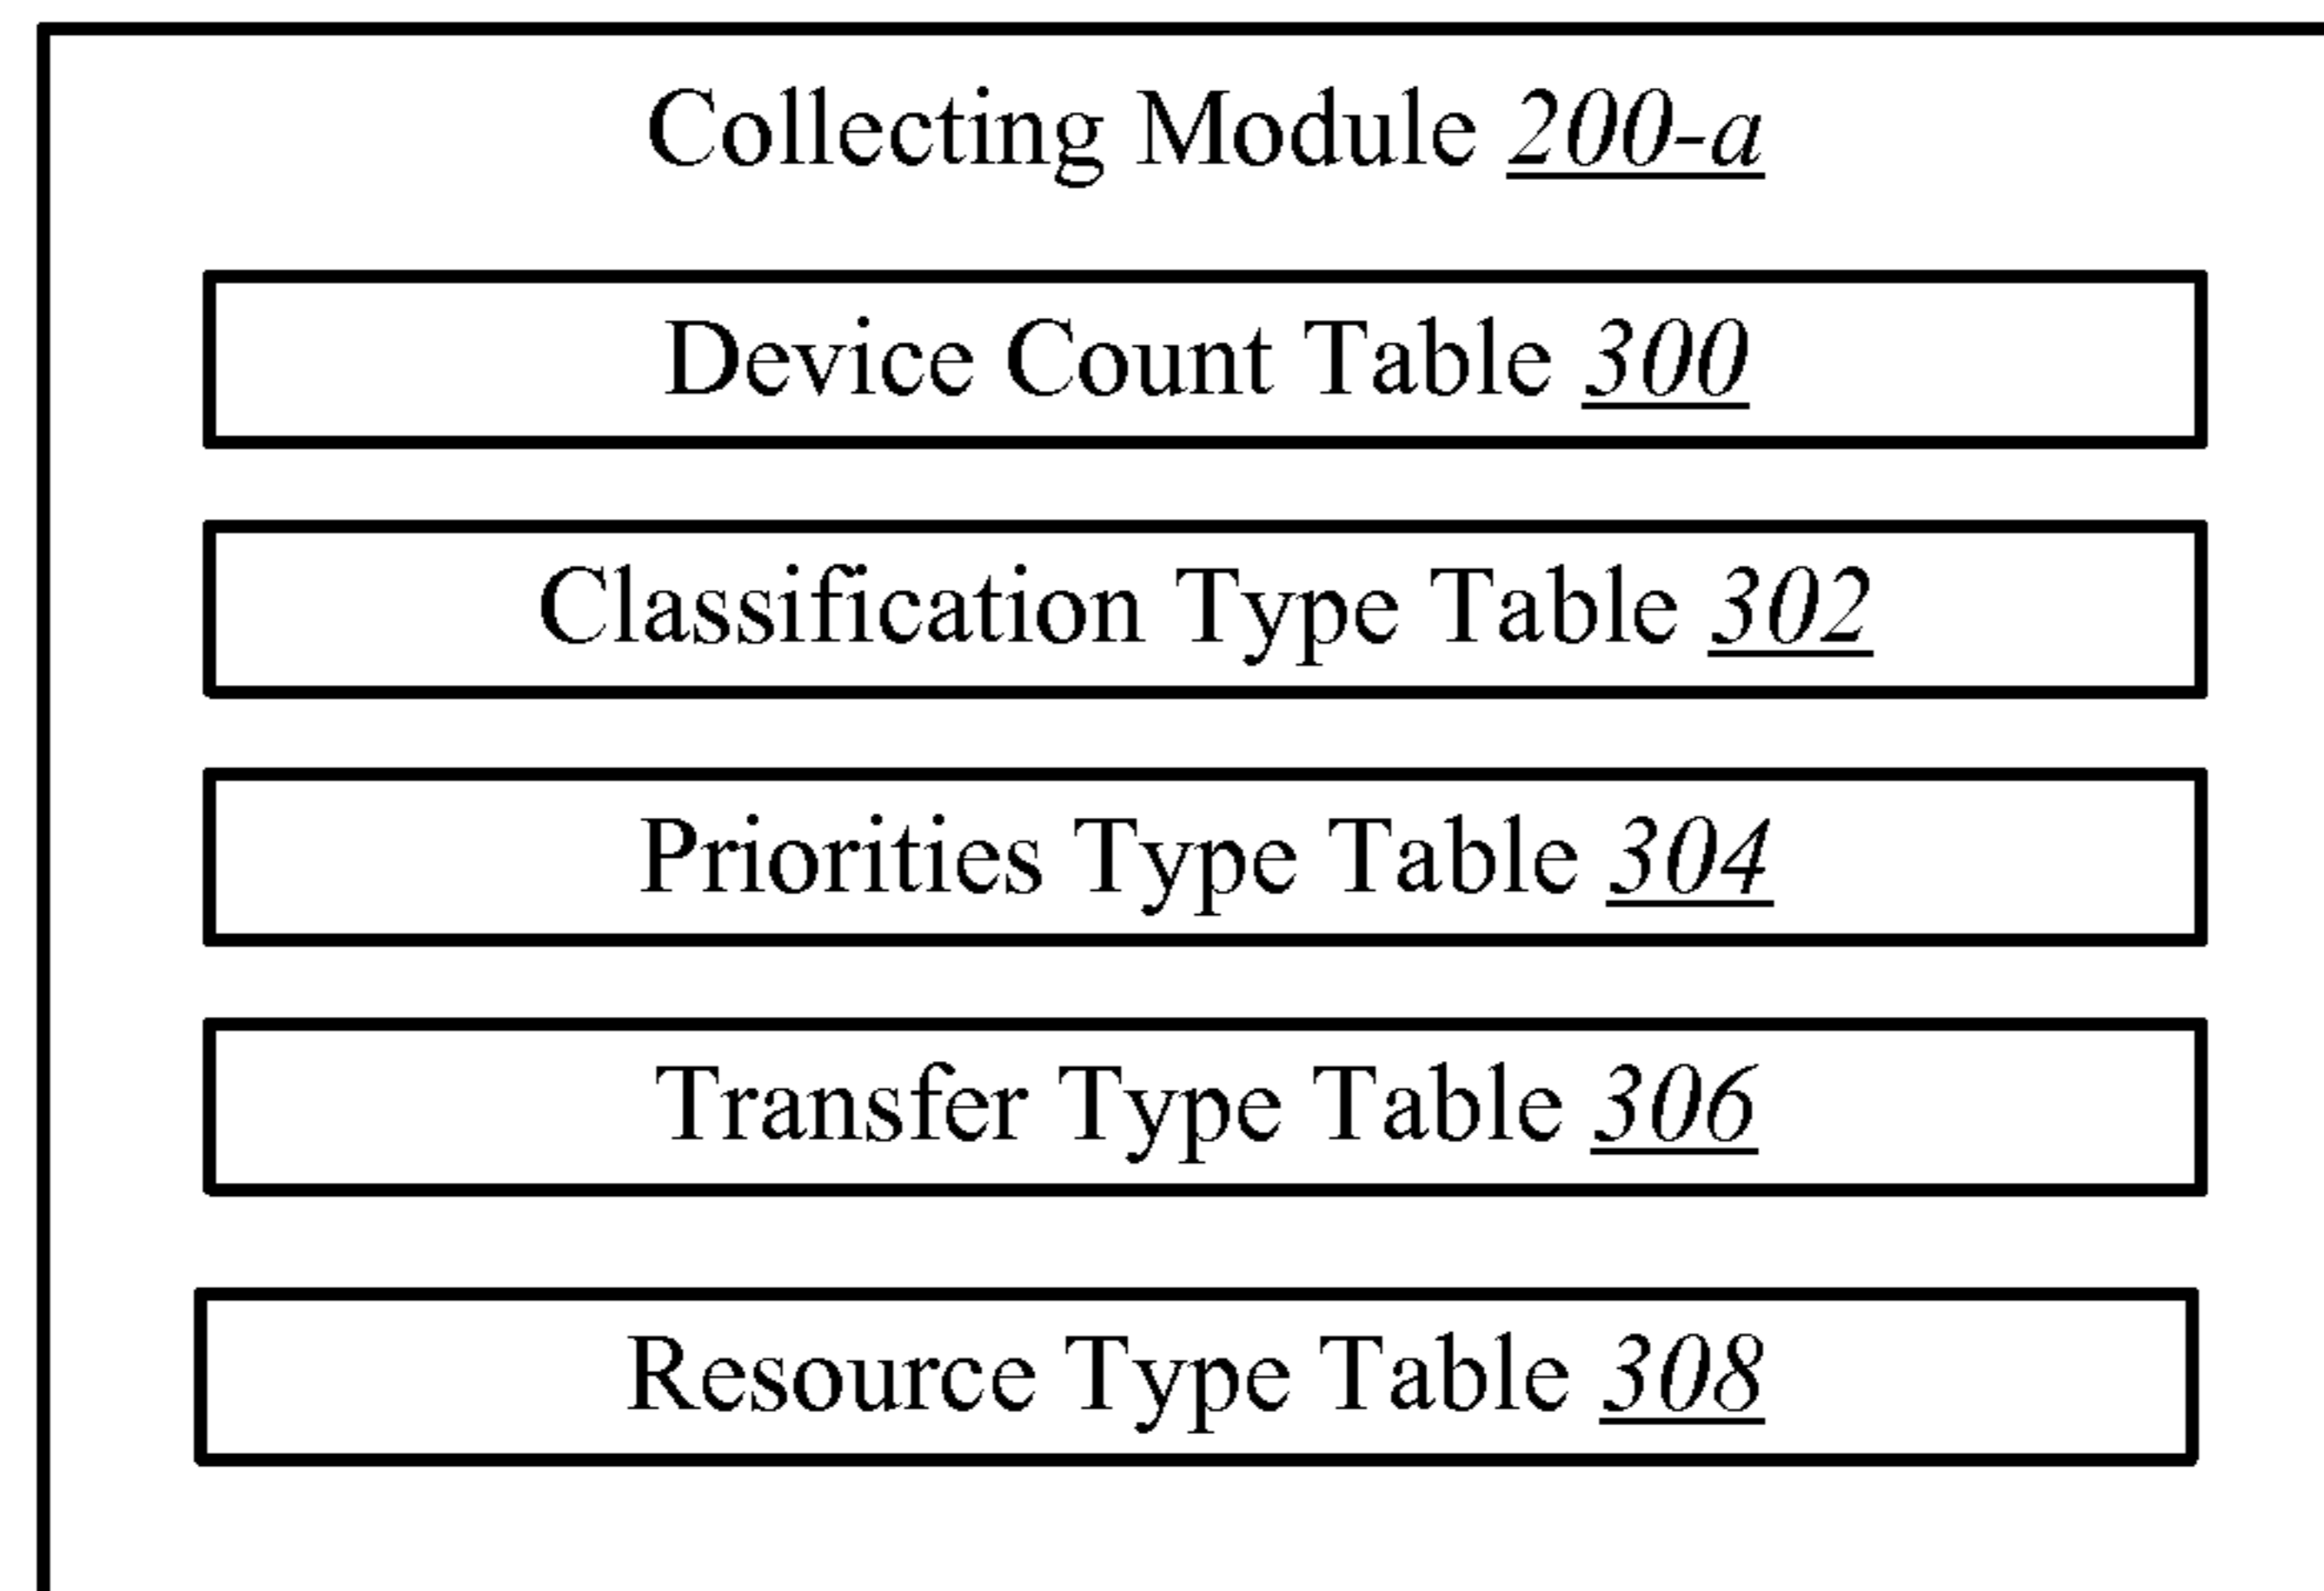 Collecting Module 200-a
Device Count Table 300
Classification Type Table 302
Priorities Type Table 304
Transfer Type Table 306
Resource Type Table 308